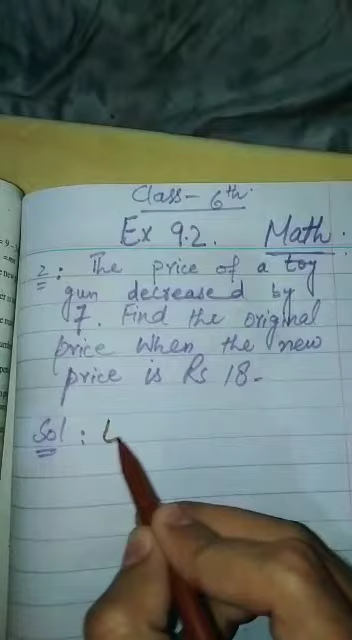 Class - 6th.
Ex 9.2. Math.
2: The price of a toy
gun decreased by
7. Find the original
price when the new
price is Rs 18.
Sol : L